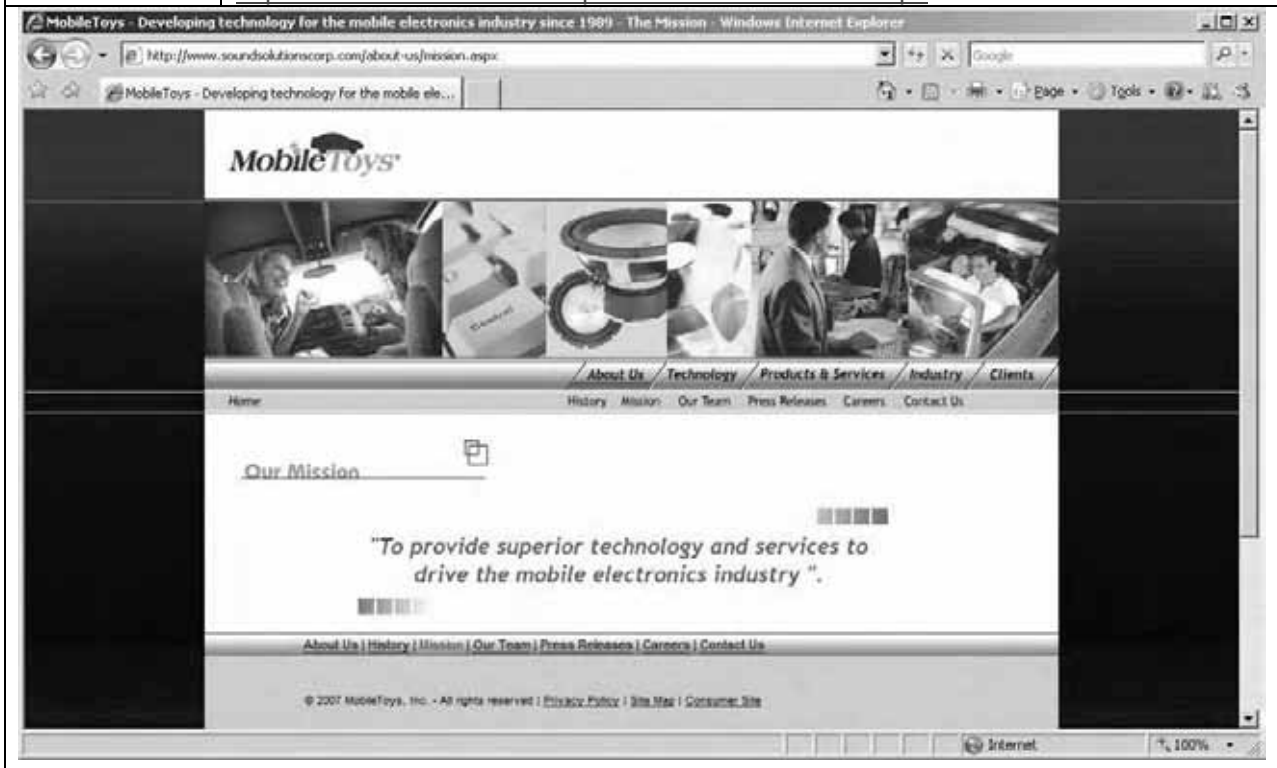 MobileToys - Developing technology for the mobile electronics industry since 1989 - The Mission - Windows Internet Explorer
http://www.soundsolutionscorp.com/about-us/mission.aspx
Google
MobileToys - Developing technology for the mobile ele...
Page
Tools
MobileToys
About Us
Technology
Products & Services
Industry
Clients
Home
History
Mission
Our Team
Press Releases
Careers
Contact Us
Our Mission
"To provide superior technology and services to
drive the mobile electronics industry ".
About Us | History | Mission | Our Team | Press Releases | Careers | Contact Us
© 2007 MobileToys, Inc. - All rights reserved | Privacy Policy | Site Map | Consumer Site
Internet
100%